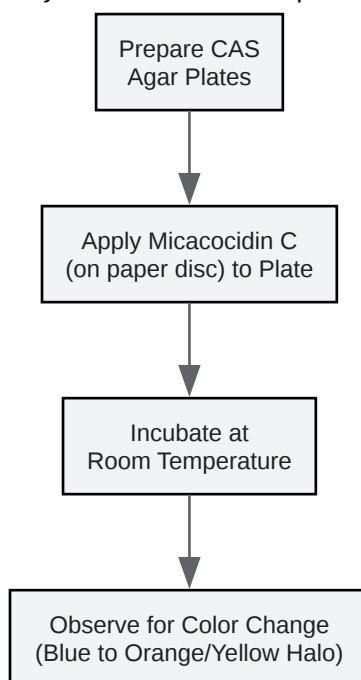 Prepare CAS
Agar Plates
Apply Micacocidin C
(on paper disc) to Plate
Incubate at
Room Temperature
Observe for Color Change
(Blue to Orange/Yellow Halo)